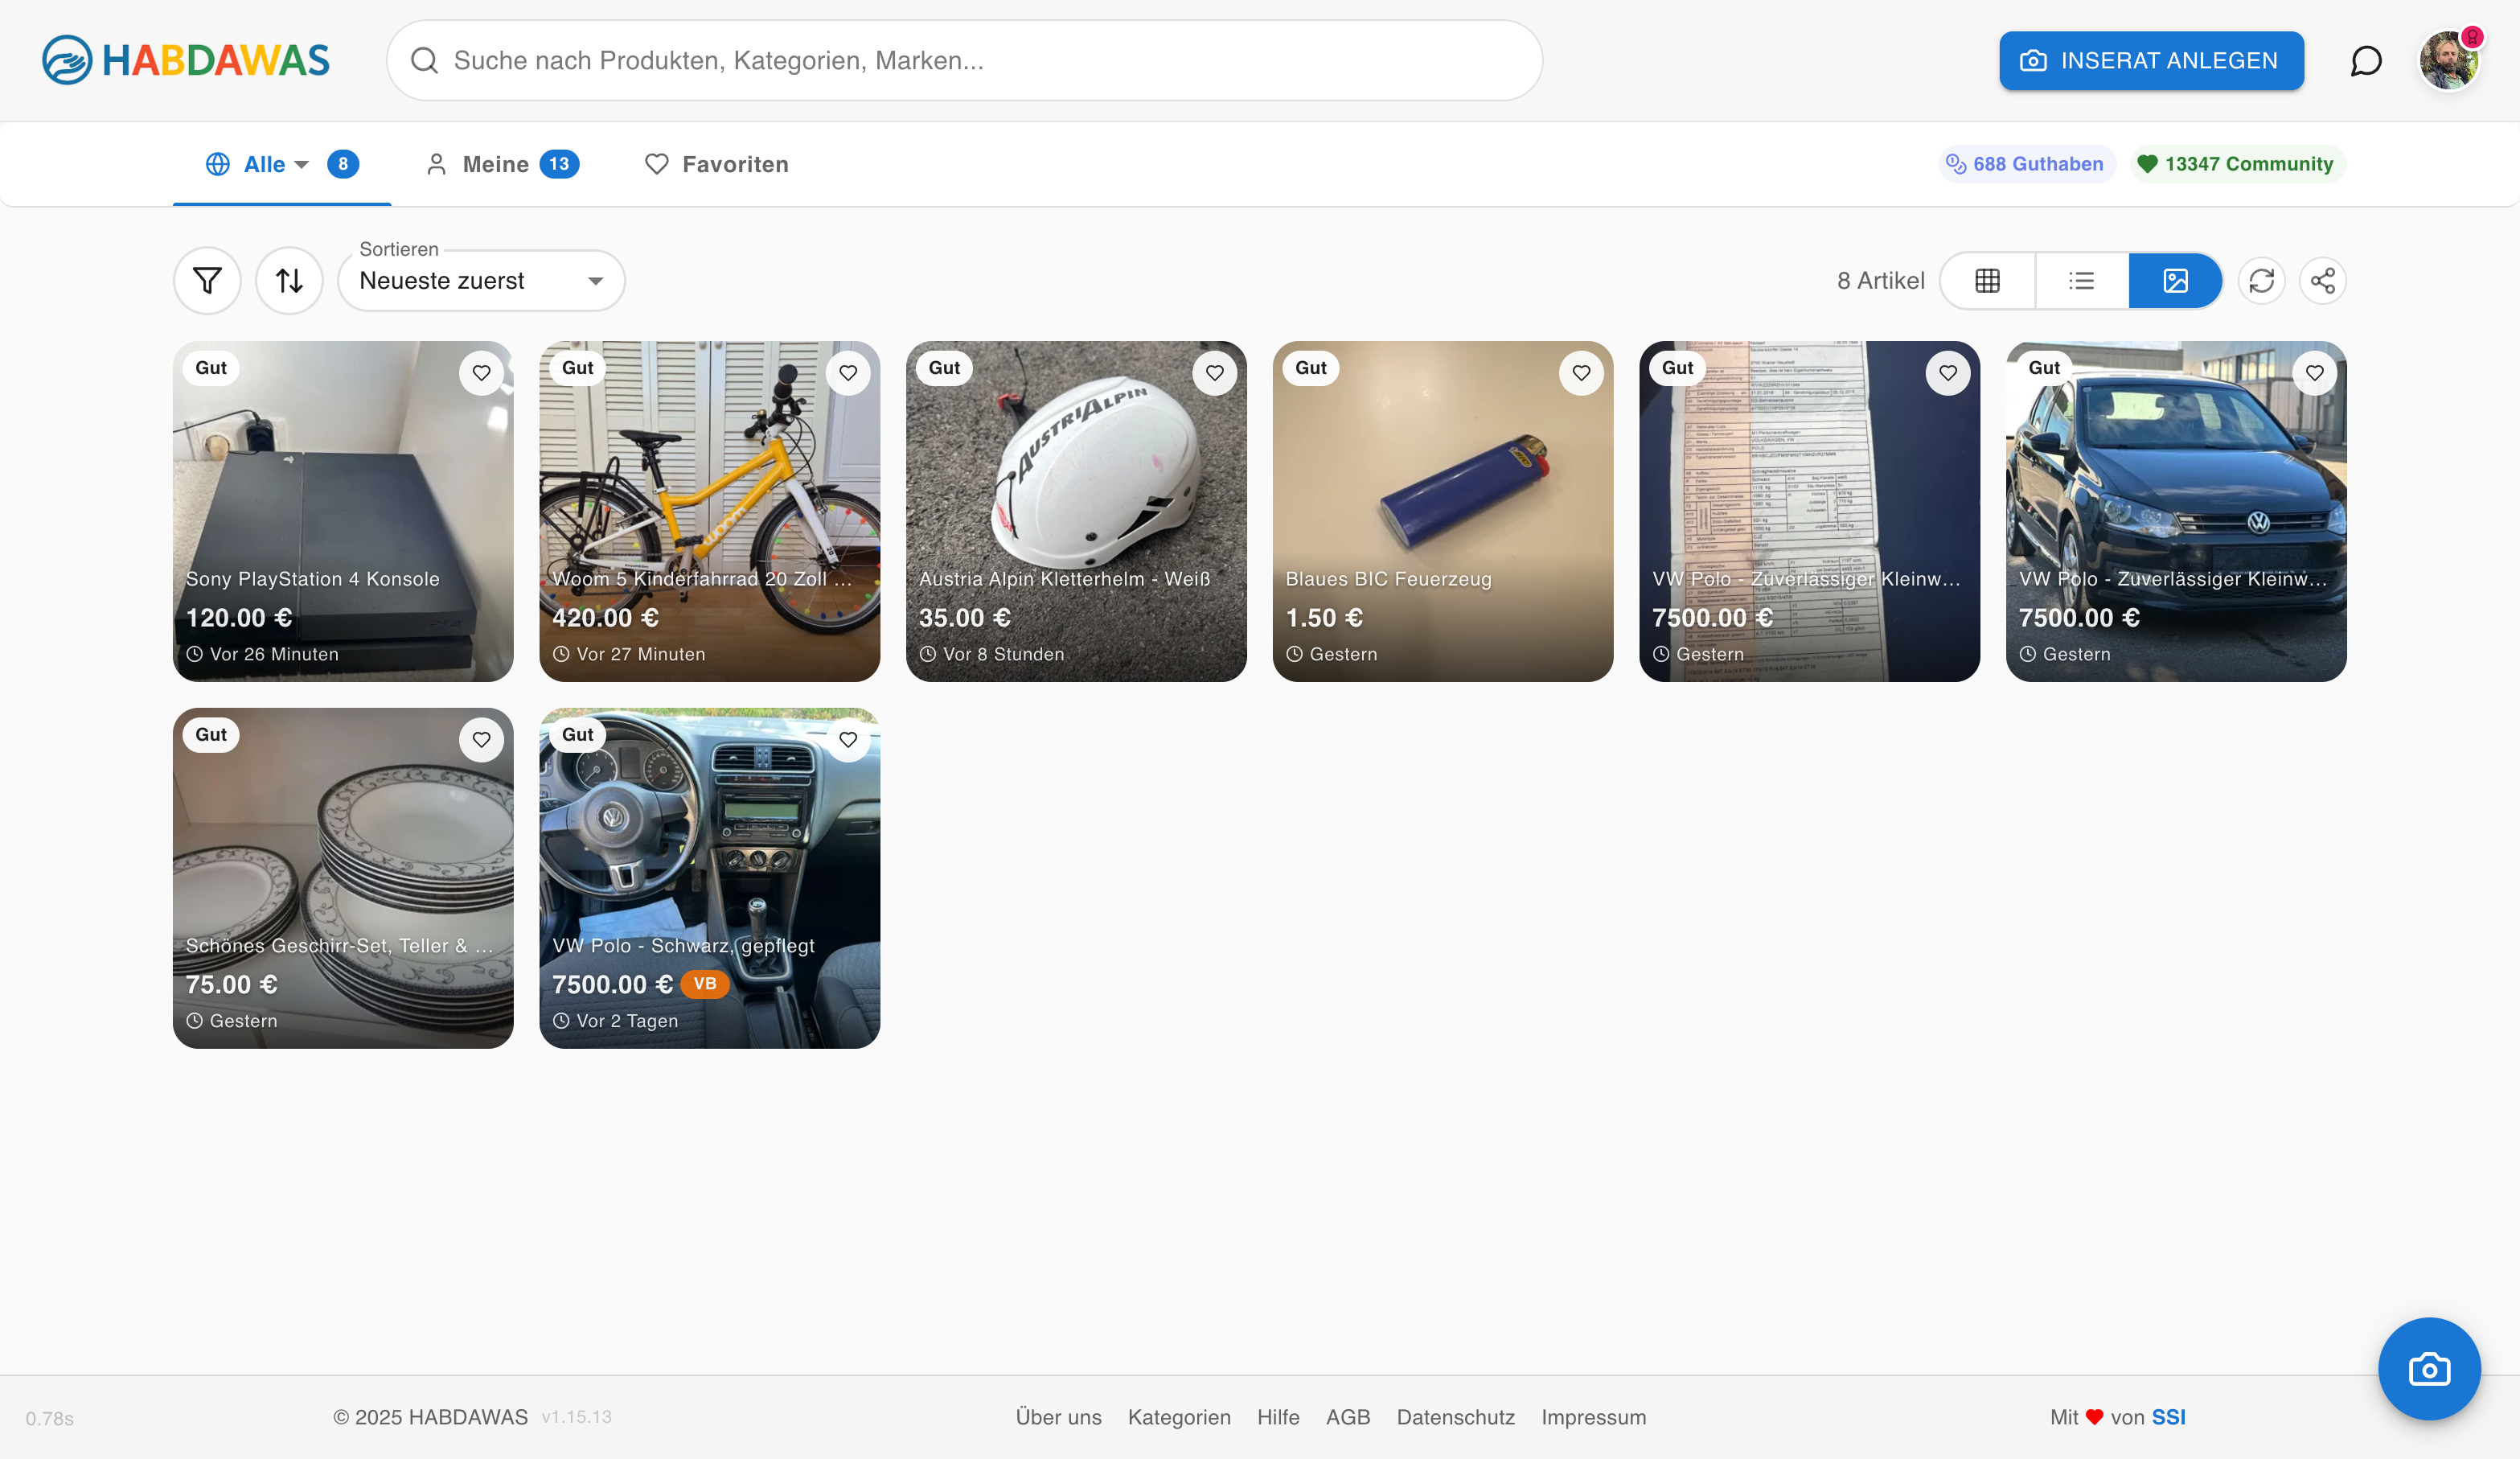 HABDAWAS
Suche nach Produkten, Kategorien, Marken...
INSERAT ANLEGEN
Alle 8
Meine 13
Favoriten
688 Guthaben
13347 Community
Sortieren
Neueste zuerst
8 Artikel
Gut
Sony PlayStation 4 Konsole
120.00 €
Vor 26 Minuten
Gut
woom
20
Woom 5 Kinderfahrrad 20 Zoll ...
420.00 €
Vor 27 Minuten
Gut
AUSTRIALPIN
Austria Alpin Kletterhelm - Weiß
35.00 €
Vor 8 Stunden
Gut
BIC
Blaues BIC Feuerzeug
1.50 €
Gestern
Gut
VW Polo - Zuverlässiger Kleinw...
7500.00 €
Gestern
Gut
VW Polo - Zuverlässiger Kleinw...
7500.00 €
Gestern
Gut
Schönes Geschirr-Set, Teller & ...
75.00 €
Gestern
Gut
VW Polo - Schwarz, gepflegt
7500.00 € VB
Vor 2 Tagen
0.78s
© 2025 HABDAWAS v1.15.13
Über uns
Kategorien
Hilfe
AGB
Datenschutz
Impressum
Mit ❤ von SSI